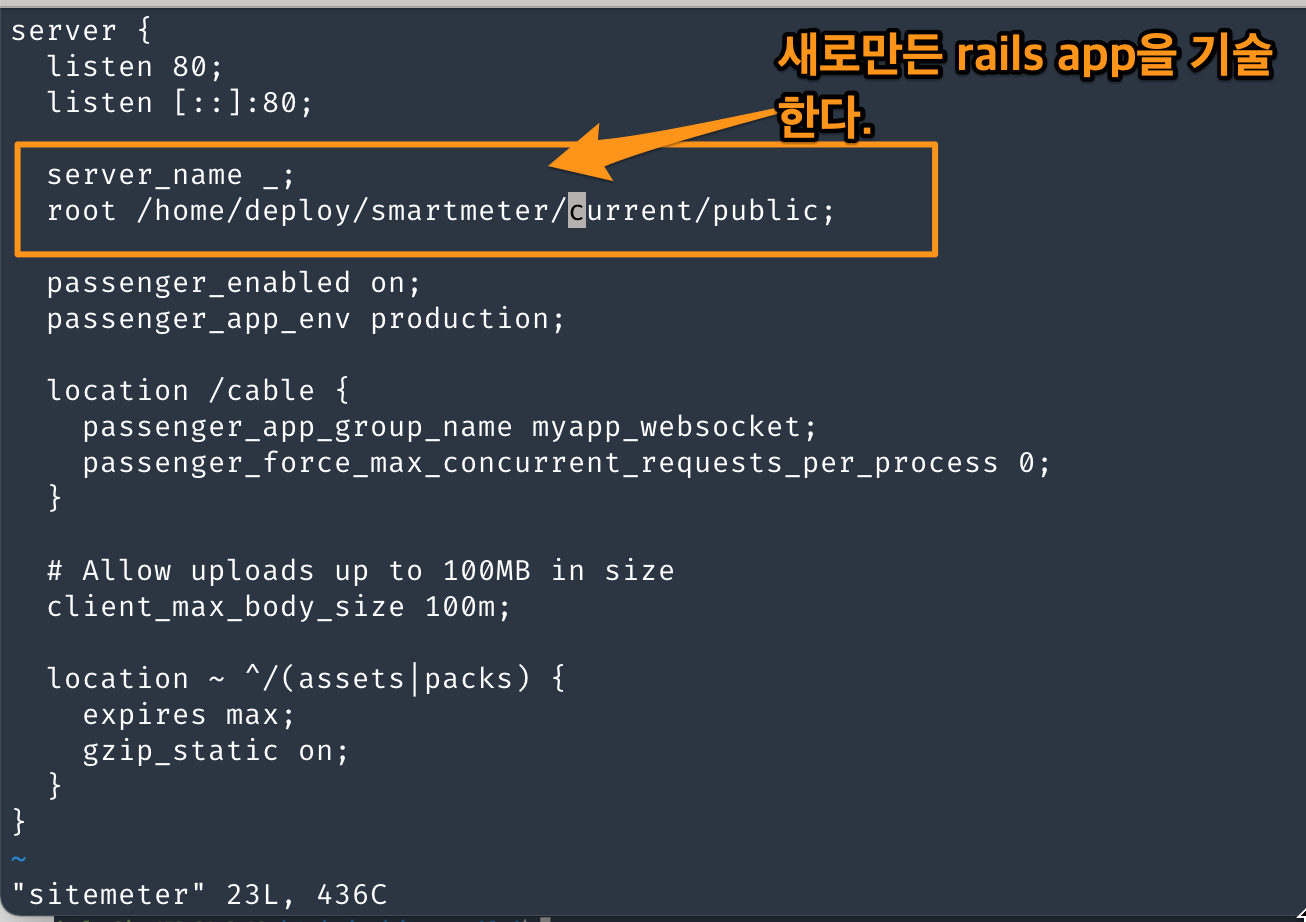 server {
listen 80;
listen [::]:80;
새로만든 rails app을 기술
한다.
server_name _;
root /home/deploy/smartmeter/current/public;
passenger_enabled on;
passenger_app_env production;
location /cable {
passenger_app_group_name myapp_websocket;
passenger_force_max_concurrent_requests_per_process 0;
}
# Allow uploads up to 100MB in size
client_max_body_size 100m;
location ~ ^/(assets|packs) {
expires max;
gzip_static on;
}
}
~
"sitemeter" 23L, 436C